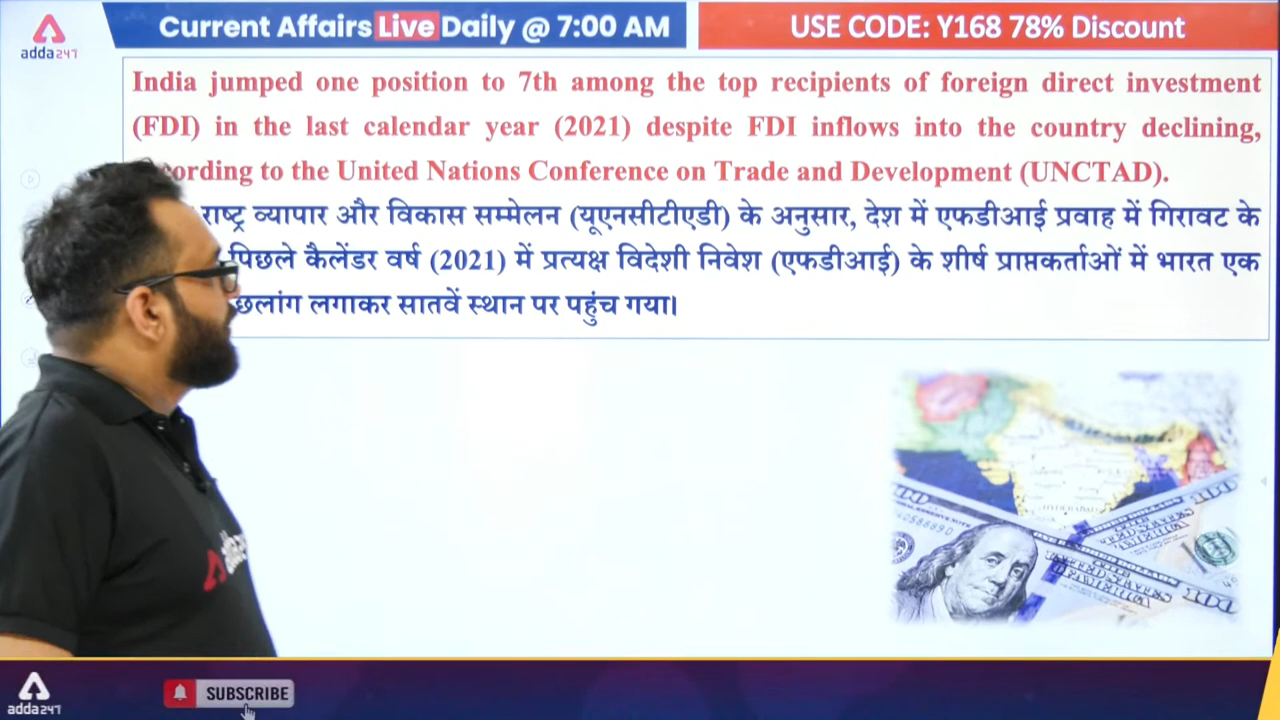 adda247
Current Affairs Live Daily @ 7:00 AM
USE CODE: Y168 78% Discount
India jumped one position to 7th among the top recipients of foreign direct investment
(FDI) in the last calendar year (2021) despite FDI inflows into the country declining,
to the United Nations Conference on Trade and Development (UNCTAD).
राष्ट्र व्यापार और विकास सम्मेलन (यूएनसीटीएडी) के अनुसार, देश में एफडीआई प्रवाह में गिरावट के
पिछले कैलेंडर वर्ष (2021) में प्रत्यक्ष विदेशी निवेश (एफडीआई) के शीर्ष प्राप्तकर्ताओं में भारत एक
छलांग लगाकर सातवें स्थान पर पहुंच गया।
100
100
100
adda247
SUBSCRIBE